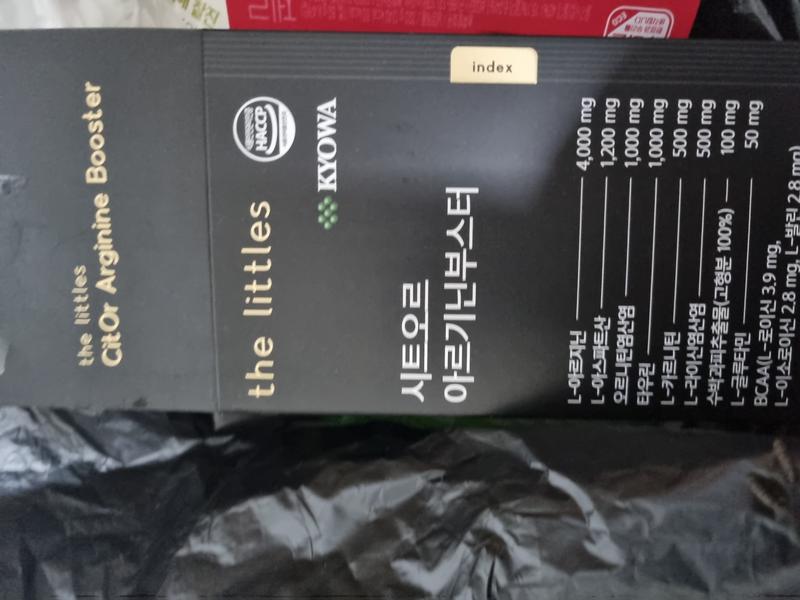 the littles
CitOr Arginine Booster
the littles
HACCP
KYOWA
시트오르
아르기닌부스터
index
L-아르지닌 4,000 mg
L-아스파트산 1,200 mg
오르니틴염산염 1,000 mg
타우린 1,000 mg
L-카르니틴 500 mg
L-라이신염산염 500 mg
수박과피추출물(고형분 100%) 100 mg
L-글루타민 50 mg
BCAA(L-로이신 3.9 mg,
L-이소로이신 2.8 mg, L-발린 2.8 mg)